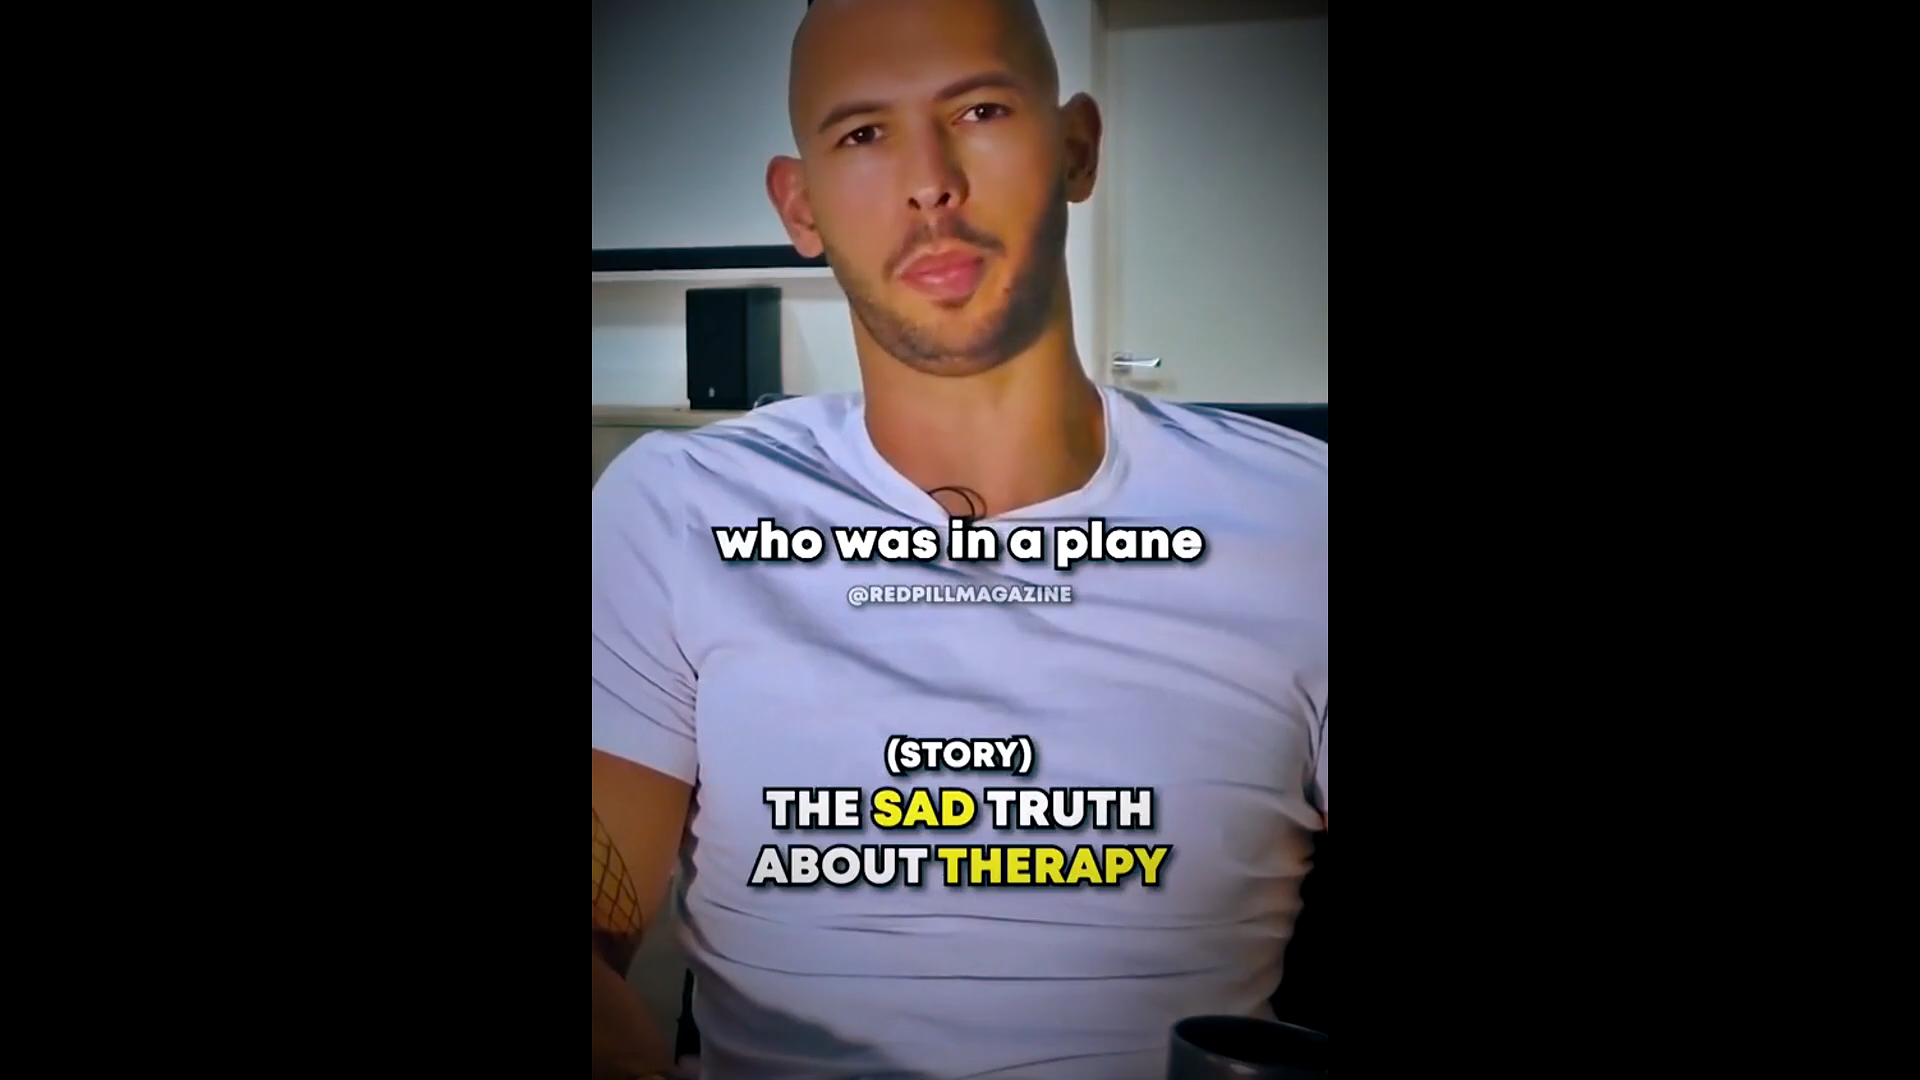 who was in a plane
@REDPILLMAGAZINE
(STORY)
THE SAD TRUTH
ABOUT THERAPY